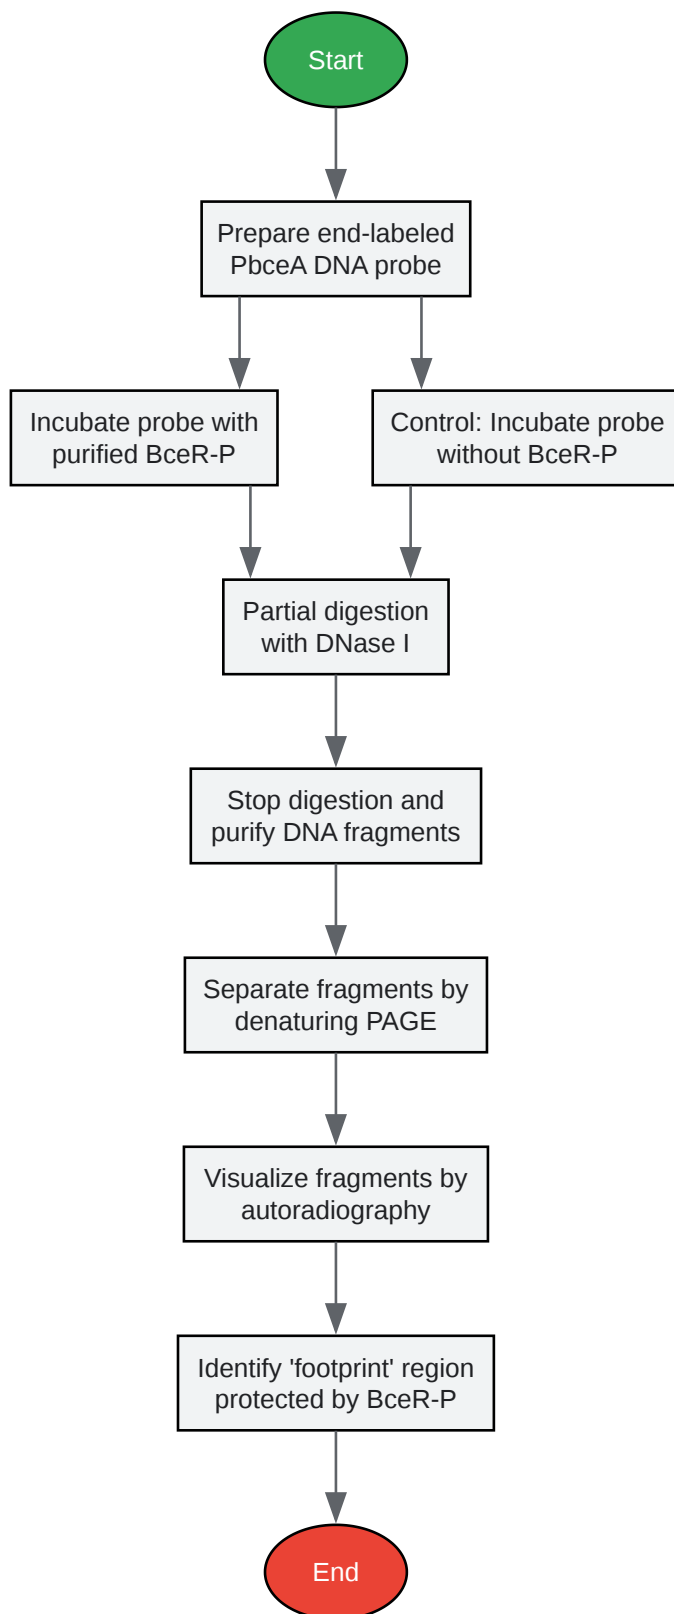 Start
Prepare end-labeled
PbceA DNA probe
Incubate probe with
purified BceR-P
Control: Incubate probe
without BceR-P
Partial digestion
with DNase I
Stop digestion and
purify DNA fragments
Separate fragments by
denaturing PAGE
Visualize fragments by
autoradiography
Identify 'footprint' region
protected by BceR-P
End